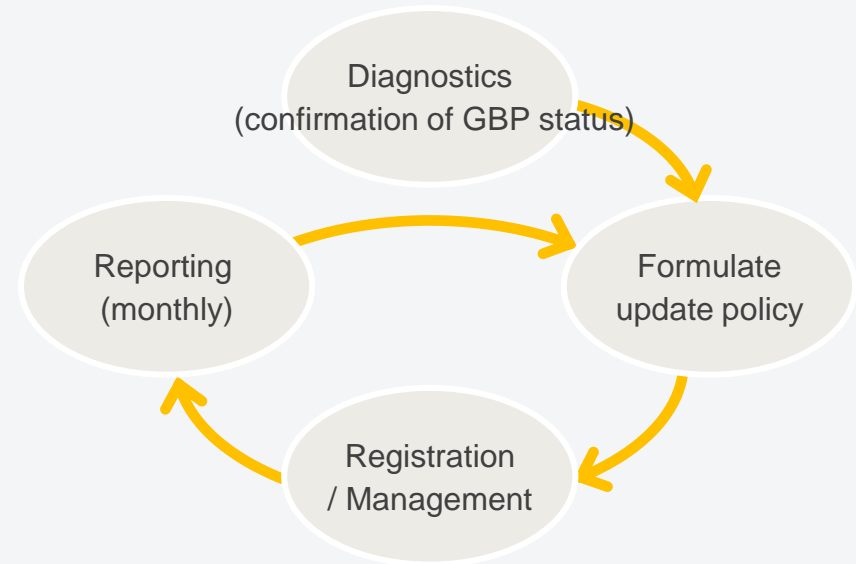 Diagnostics
(confirmation of GBP status)
Reporting
(monthly)
Formulate
update policy
Registration
/ Management